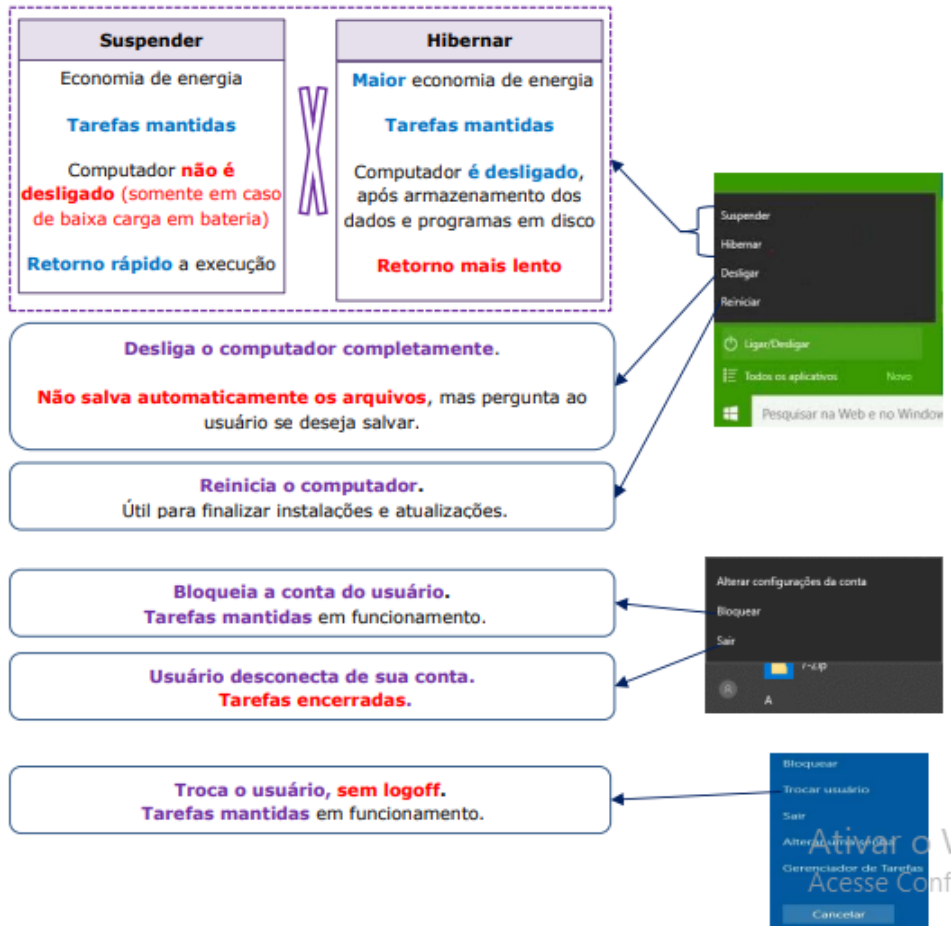 Suspender
Economia de energia
Tarefas mantidas
Computador não é
desligado (somente em caso
de baixa carga em bateria)
Retorno rápido a execução
X
Hibernar
Maior economia de energia
Tarefas mantidas
Computador é desligado,
após armazenamento dos
dados e programas em disco
Retorno mais lento
Suspender
Hibernar
Desligar
Reiniciar
Ligar/Desligar
Todos os aplicativos Novo
Pesquisar na Web e no Window
Desliga o computador completamente.
Não salva automaticamente os arquivos, mas pergunta ao
usuário se deseja salvar.
Reinicia o computador.
Útil para finalizar instalações e atualizações.
Bloqueia a conta do usuário.
Tarefas mantidas em funcionamento.
Usuário desconecta de sua conta.
Tarefas encerradas.
Alterar configurações da conta
Bloquear
Sair
7-Zip
A
Troca o usuário, sem logoff.
Tarefas mantidas em funcionamento.
Bloquear
Trocar usuário
Sair
Alterar uma senha
Gerenciador de Tarefas
Cancelar
Ativar o
Acesse Conf